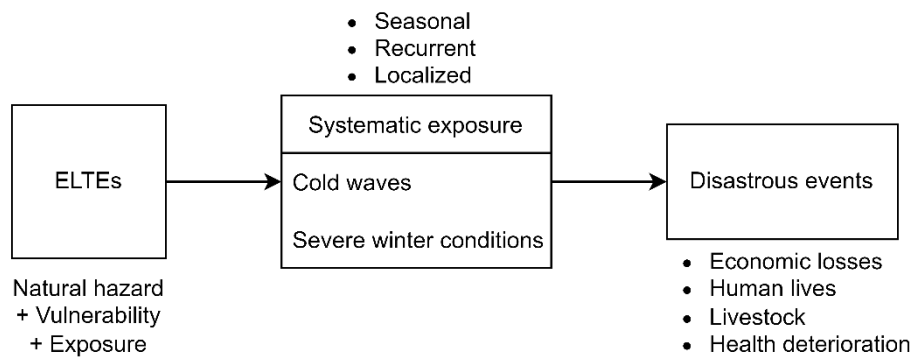 • Seasonal
• Recurrent
• Localized
ELTEs
Natural hazard
+ Vulnerability
+ Exposure
Systematic exposure
Cold waves
Severe winter conditions
Disastrous events
• Economic losses
• Human lives
• Livestock
• Health deterioration